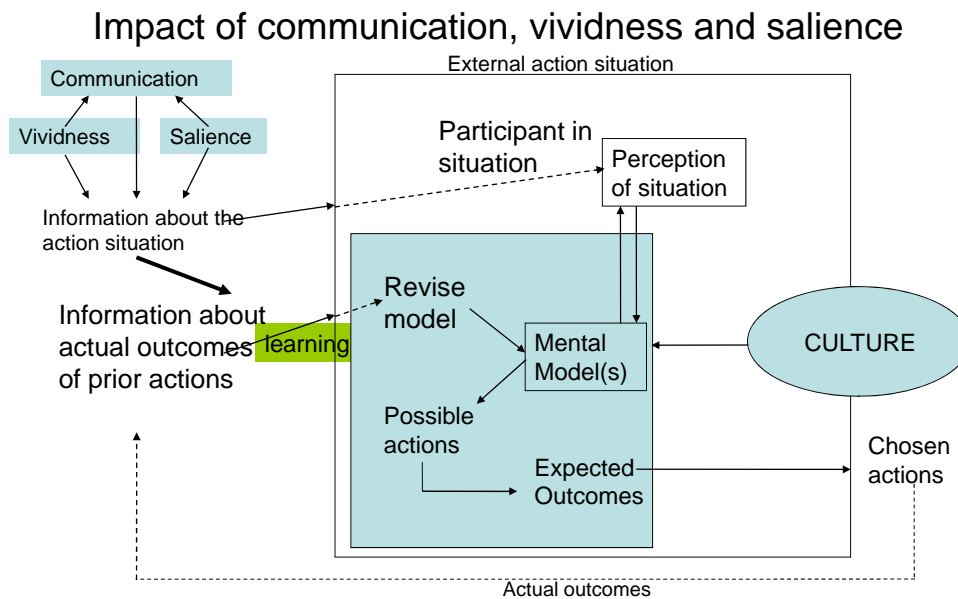 Impact of communication, vividness and salience
External action situation
Communication
Vividness
Salience
Participant in
situation
Perception
of situation
Information about the
action situation
Revise
model
Information about
actual outcomes
of prior actions
learning
Mental
Model(s)
CULTURE
Possible
actions
Expected
Outcomes
Chosen
actions
Actual outcomes